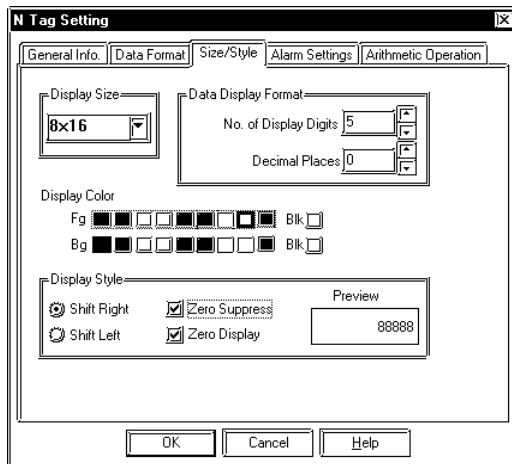 N Tag Setting
General Info. Data Format Size/Style Alarm Settings Arithmetic Operation
Display Size
8×16
Data Display Format
No. of Display Digits 5
Decimal Places 0
Display Color
Fg Blk
Bg Blk
Display Style
Shift Right Zero Suppress
Shift Left Zero Display
Preview
88888
OK Cancel Help